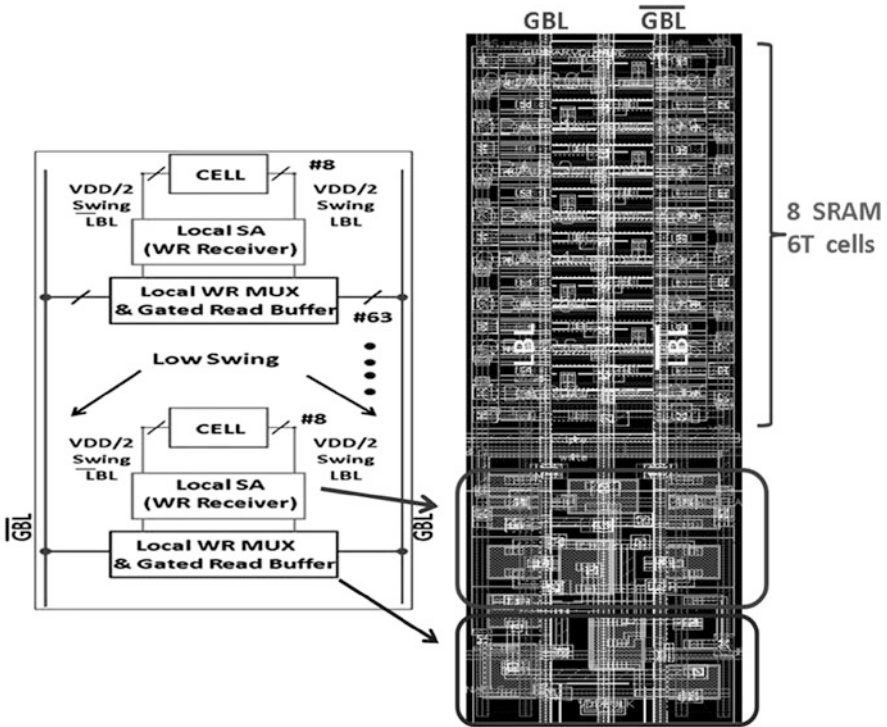 GBL
GBL
#8
CELL
VDD/2
Swing
LBL
VDD/2
Swing
LBL
Local SA
(WR Receiver)
Local WR MUX
& Gated Read Buffer
#63
Low Swing
#8
CELL
VDD/2
Swing
LBL
VDD/2
Swing
LBL
Local SA
(WR Receiver)
GBL
GBL
Local WR MUX
& Gated Read Buffer
8 SRAM
6T cells
LBL
LBL